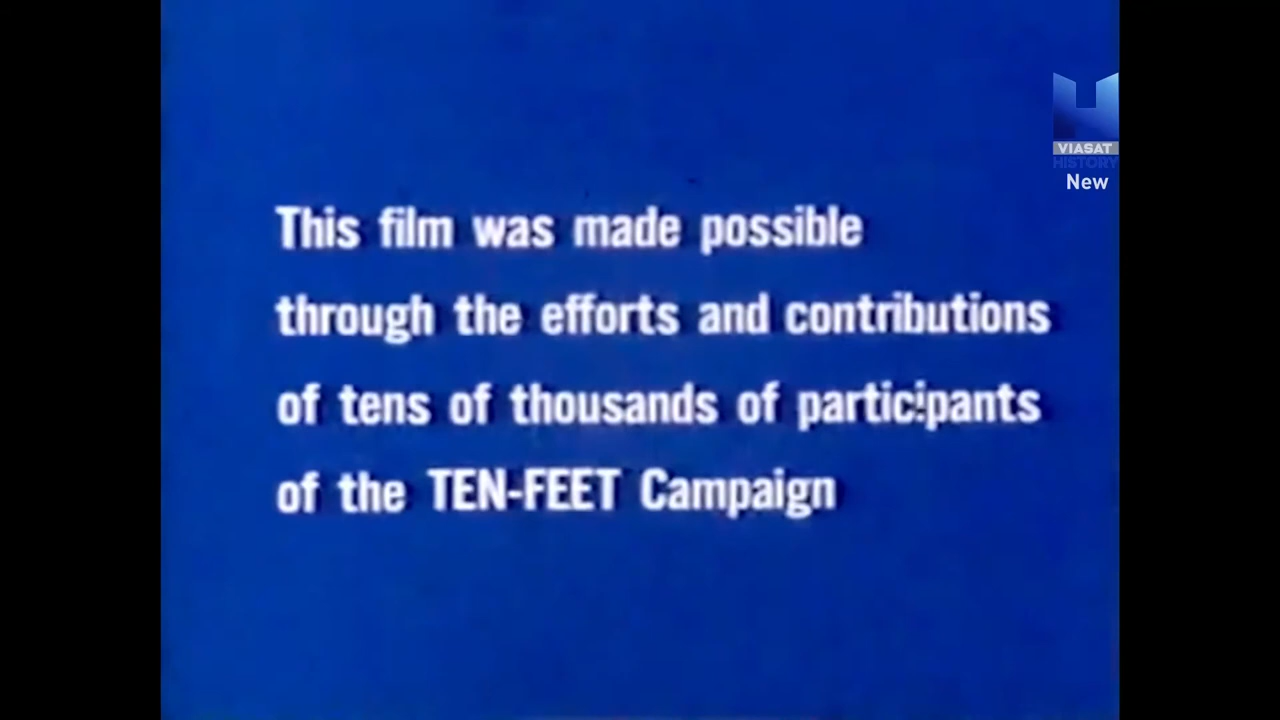 VIASAT
HISTORY
New
This film was made possible
through the efforts and contributions
of tens of thousands of participants
of the TEN-FEET Campaign